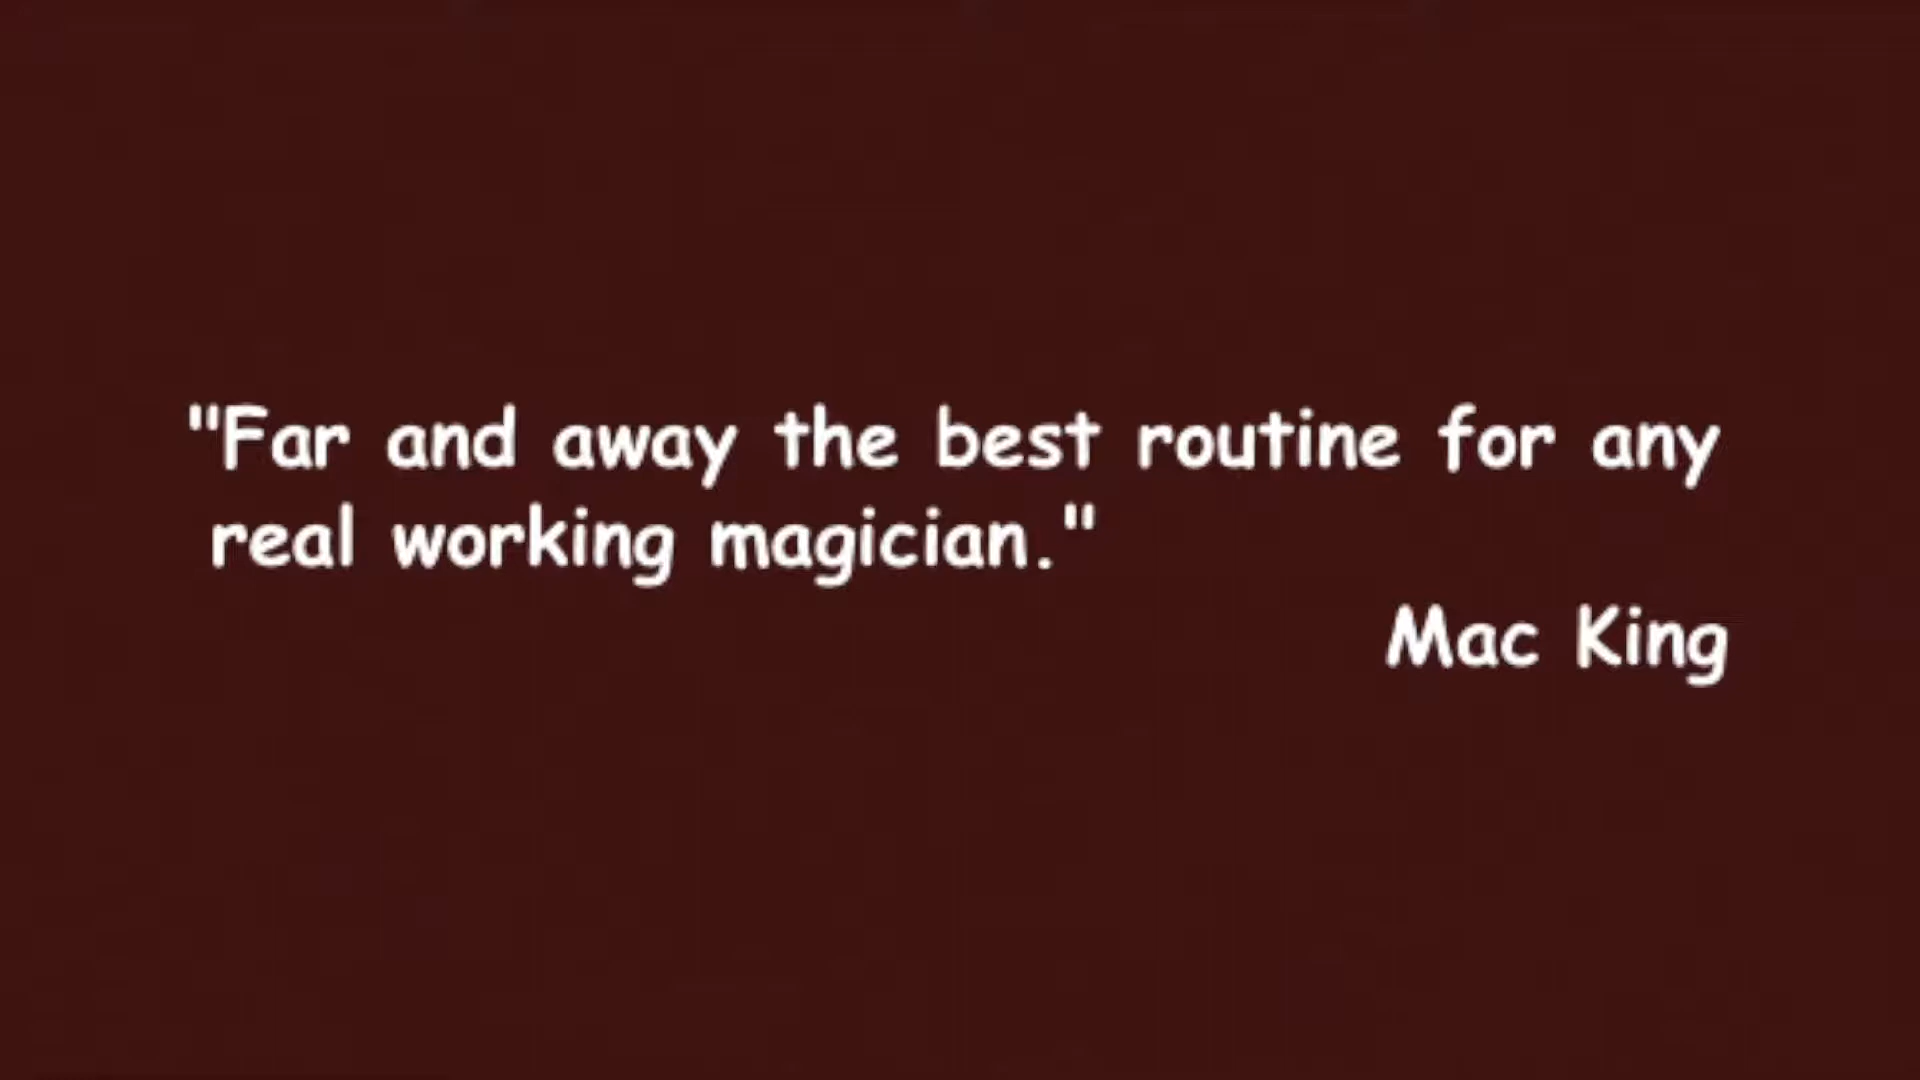 "Far and away the best routine for any
real working magician."
Mac King